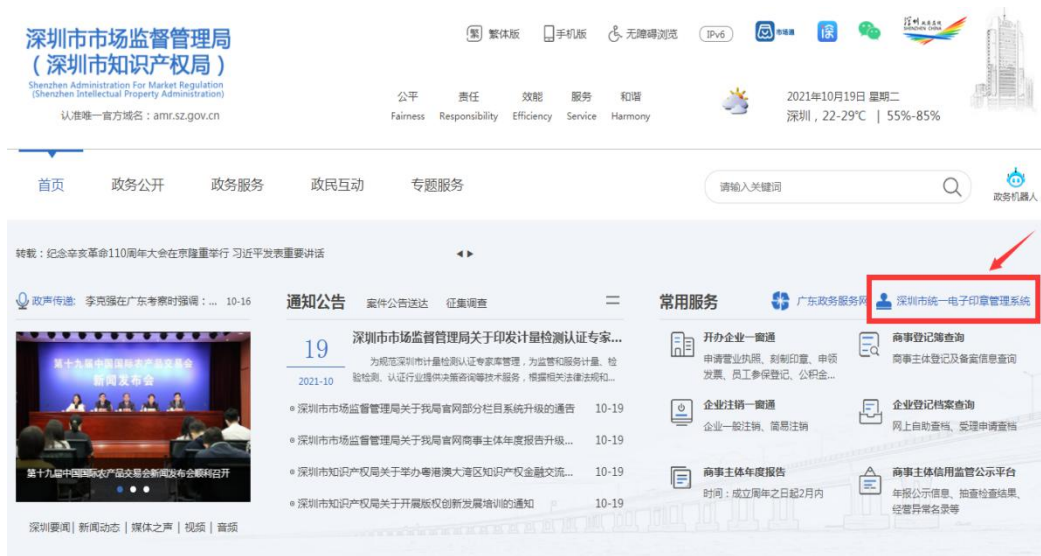 深圳市市场监督管理局
（深圳市知识产权局）
Shenzhen Administration For Market Regulation
(Shenzhen Intellectual Property Administration)
认准唯一官方域名：amr.sz.gov.cn
繁 繁体版 手机版 无障碍浏览 IPv6 市场通 深圳政府在线
SHENZHEN CHINA
公平 责任 效能 服务 和谐
Fairness Responsibility Efficiency Service Harmony
2021年10月19日 星期二
深圳，22-29℃ | 55%-85%
首页 政务公开 政务服务 政民互动 专题服务
请输入关键词
政务机器人
转载：纪念辛亥革命110周年大会在京隆重举行 习近平发表重要讲话
政声传递: 李克强在广东考察时强调：... 10-16
第十九届中国国际农产品交易会
新闻发布会
第十九届中国国际农产品交易会新闻发布会顺利召开
深圳要闻| 新闻动态 | 媒体之声 | 视频 | 音频
通知公告 案件公告送达 征集调查
19
2021-10
深圳市市场监督管理局关于印发计量检测认证专家...
为规范深圳市计量检测认证专家库管理，为监管和服务计量、检
验检测、认证行业提供决策咨询等技术服务，根据相关法律法规和...
深圳市市场监督管理局关于我局官网部分栏目系统升级的通告 10-19
深圳市市场监督管理局关于我局官网商事主体年度报告升级... 10-19
深圳市知识产权局关于举办粤港澳大湾区知识产权金融交流... 10-19
深圳市知识产权局关于开展版权创新发展培训的通知 10-19
常用服务 广东政务服务网 深圳市统一电子印章管理系统
开办企业一窗通
申请营业执照、刻制印章、申领
发票、员工参保登记、公积金...
商事登记簿查询
商事主体登记及备案信息查询
企业注销一窗通
企业一般注销、简易注销
企业登记档案查询
网上自助查档、受理申请查档
商事主体年度报告
时间：成立周年之日起2月内
商事主体信用监管公示平台
年报公示信息、抽查检查结果、
经营异常名录等